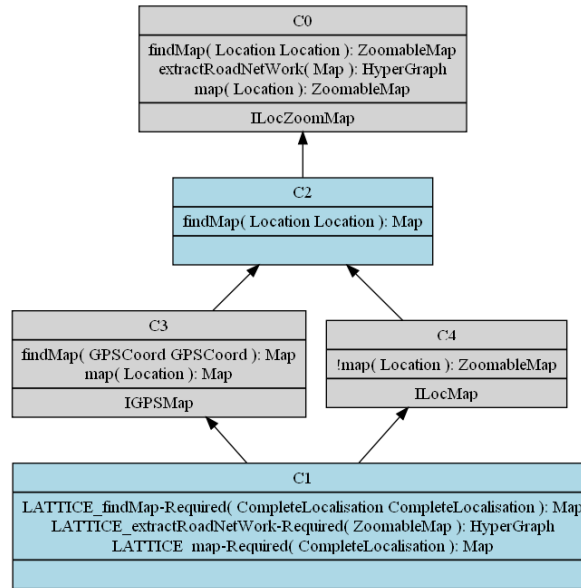 C0
findMap( Location Location ): ZoomableMap
extractRoadNetWork( Map ): HyperGraph
map( Location ): ZoomableMap
ILocZoomMap
C2
findMap( Location Location ): Map
C3
findMap( GPSCoord GPSCoord ): Map
map( Location ): Map
IGPSMap
C4
!map( Location ): ZoomableMap
ILocMap
C1
LATTICE_findMap-Required( CompleteLocalisation CompleteLocalisation ): Map
LATTICE_extractRoadNetWork-Required( ZoomableMap ): HyperGraph
LATTICE_map-Required( CompleteLocalisation ): Map